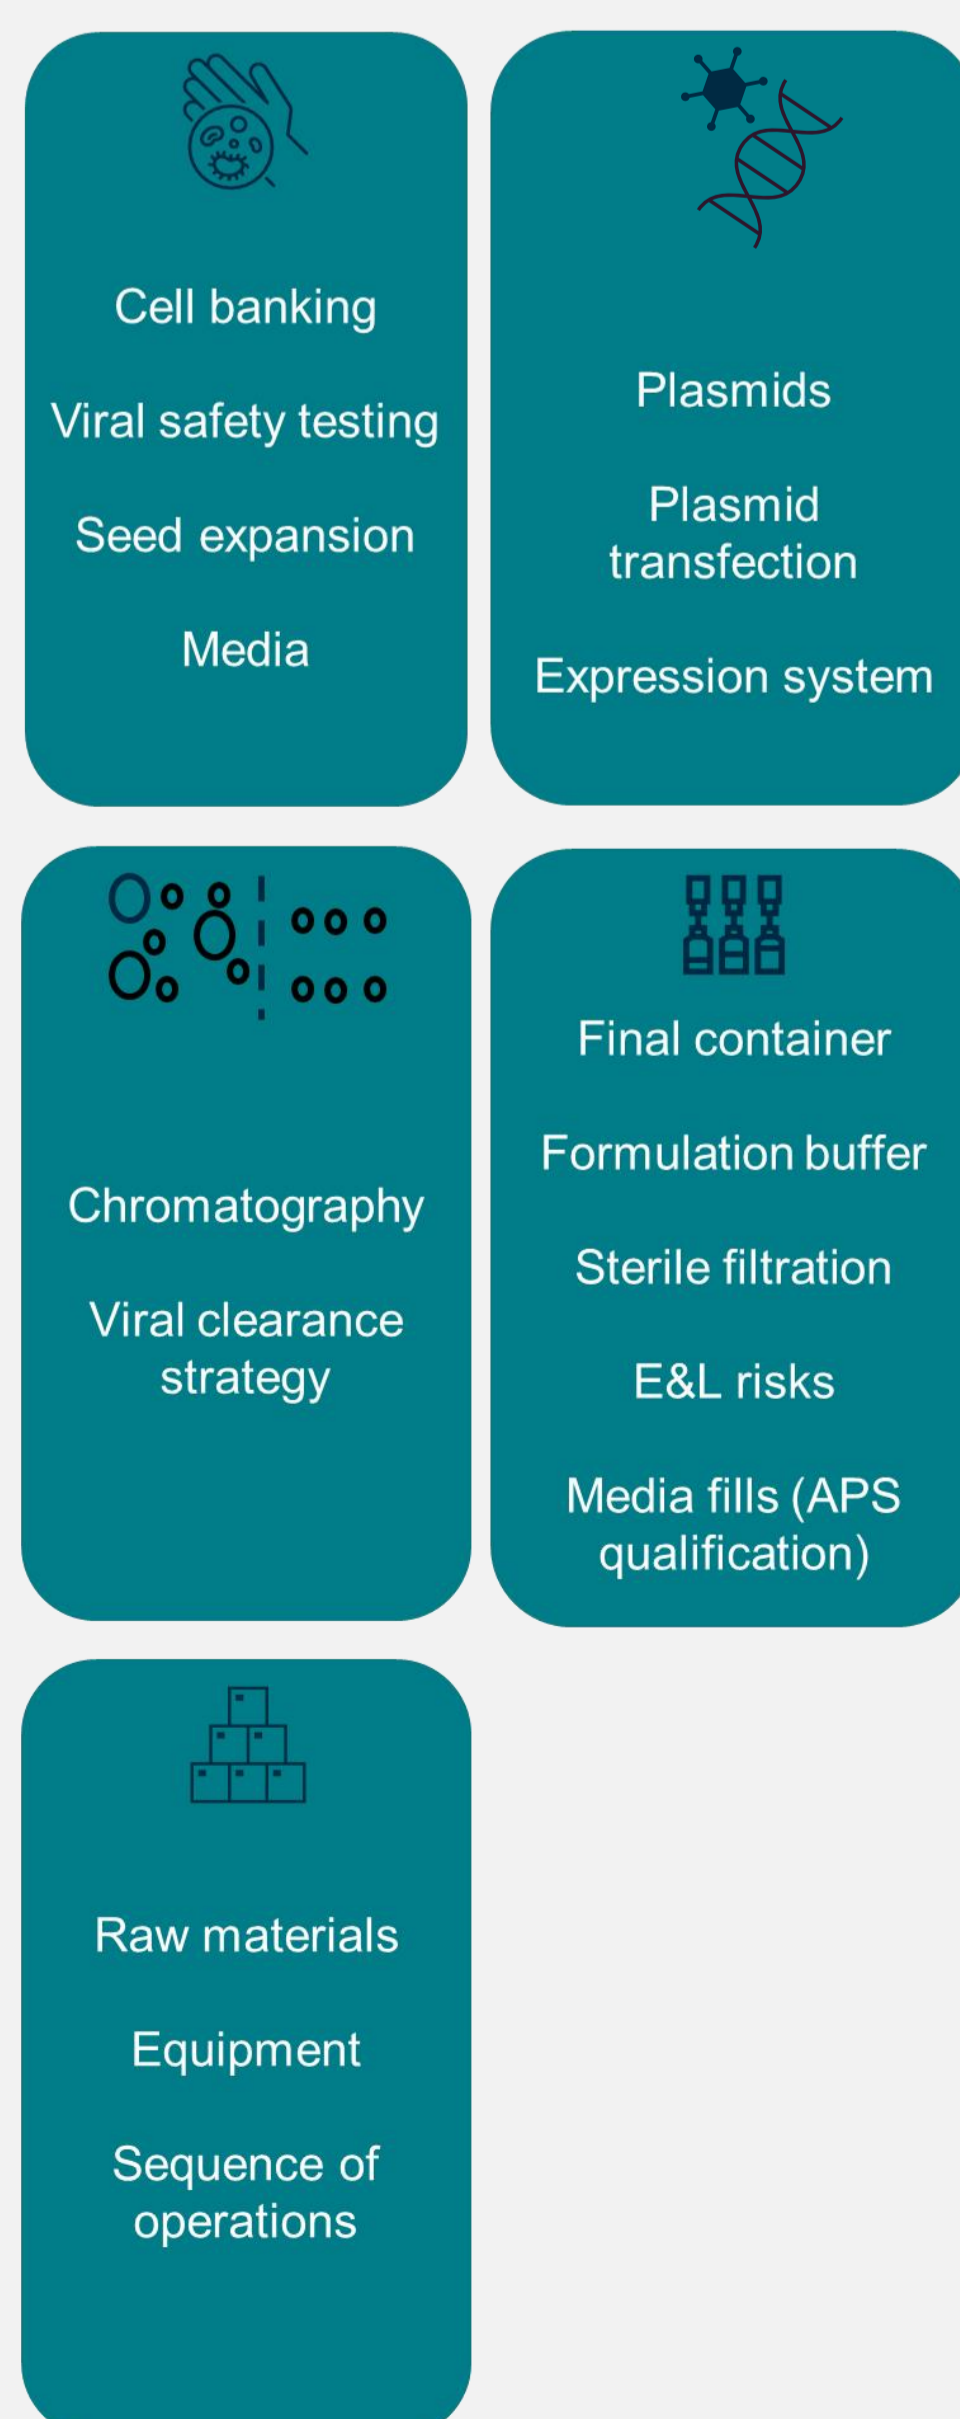 Cell banking
Viral safety testing
Seed expansion
Media
Plasmids
Plasmid
transfection
Expression system
Chromatography
Viral clearance
strategy
Final container
Formulation buffer
Sterile filtration
E&L risks
Media fills (APS
qualification)
Raw materials
Equipment
Sequence of
operations